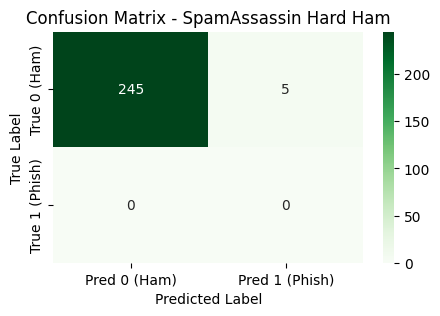 Confusion Matrix - SpamAssassin Hard Ham
True Label
True 0 (Ham)
245
5
True 1 (Phish)
0
0
Pred 0 (Ham)
Pred 1 (Phish)
Predicted Label
200
150
100
50
0